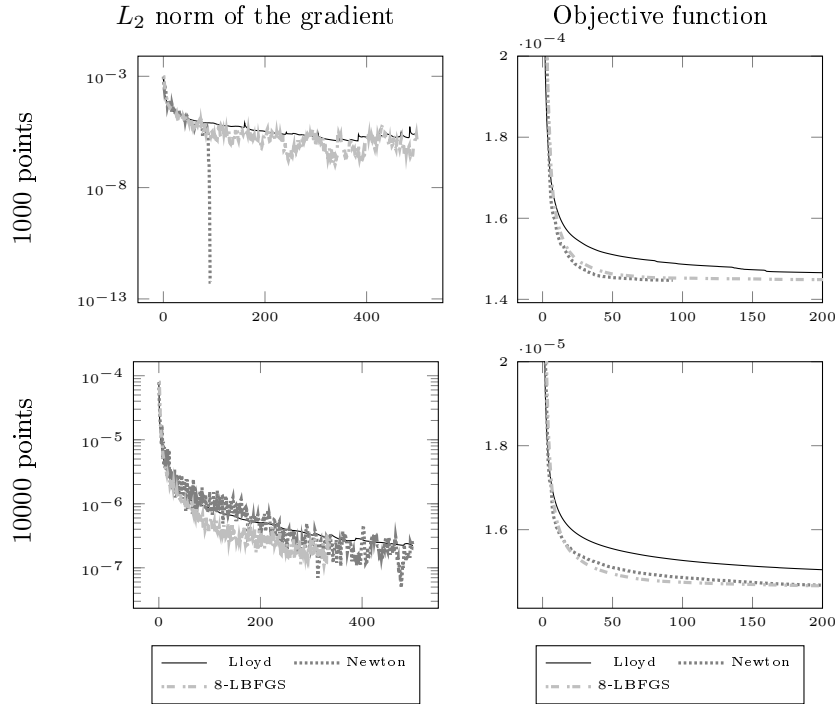 L₂ norm of the gradient
Objective function
1000 points
10⁻³
10⁻⁸
10⁻¹³
0 200 400
·10⁻⁴
2
1.8
1.6
1.4
0 50 100 150 200
10000 points
10⁻⁴
10⁻⁵
10⁻⁶
10⁻⁷
0 200 400
·10⁻⁵
2
1.8
1.6
0 50 100 150 200
Lloyd Newton
8-LBFGS
Lloyd Newton
8-LBFGS